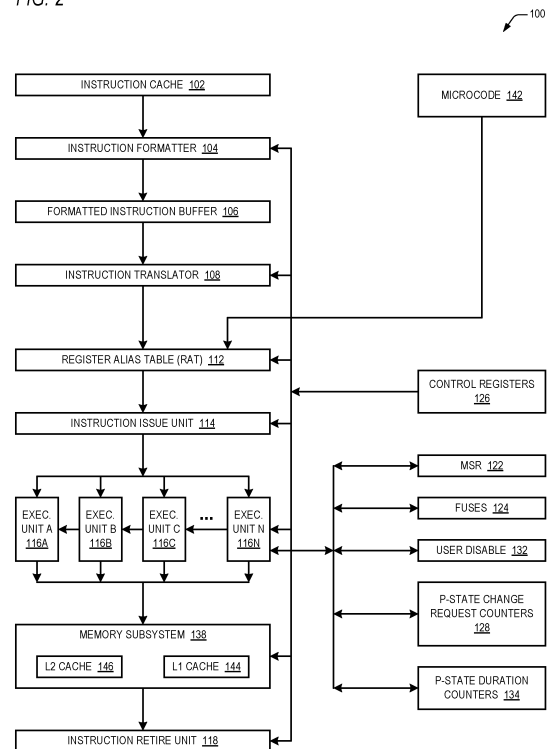 FIG. 2
100
INSTRUCTION CACHE 102
MICROCODE 142
INSTRUCTION FORMATTER 104
FORMATTED INSTRUCTION BUFFER 106
INSTRUCTION TRANSLATOR 108
REGISTER ALIAS TABLE (RAT) 112
CONTROL REGISTERS
126
INSTRUCTION ISSUE UNIT 114
MSR 122
FUSES 124
USER DISABLE 132
P-STATE CHANGE
REQUEST COUNTERS
128
P-STATE DURATION
COUNTERS 134
EXEC.
UNIT A
116A
EXEC.
UNIT B
116B
EXEC.
UNIT C
116C
...
EXEC.
UNIT N
116N
MEMORY SUBSYSTEM 138
L2 CACHE 146
L1 CACHE 144
INSTRUCTION RETIRE UNIT 118